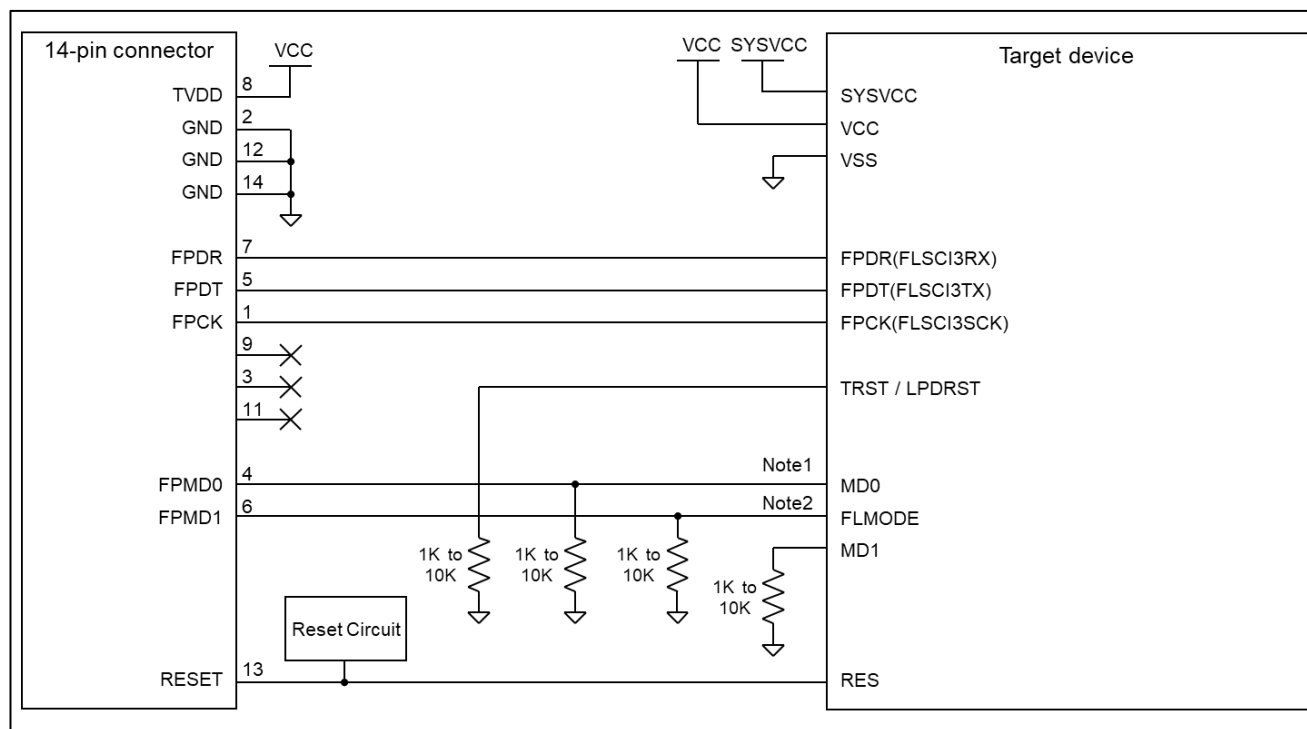 14-pin connector
VCC
VCC
SYSVCC
Target device
TVDD
8
SYSVCC
GND
2
VCC
GND
12
VSS
GND
14
FPDR
7
FPDR(FLSCI3RX)
FPDT
5
FPDT(FLSCI3TX)
FPCK
1
FPCK(FLSCI3SCK)
9
3
TRST / LPDRST
11
FPMD0
4
Note1
MD0
FPMD1
6
Note2
FLMODE
MD1
1K to
10K
1K to
10K
1K to
10K
1K to
10K
Reset Circuit
RESET
13
RES